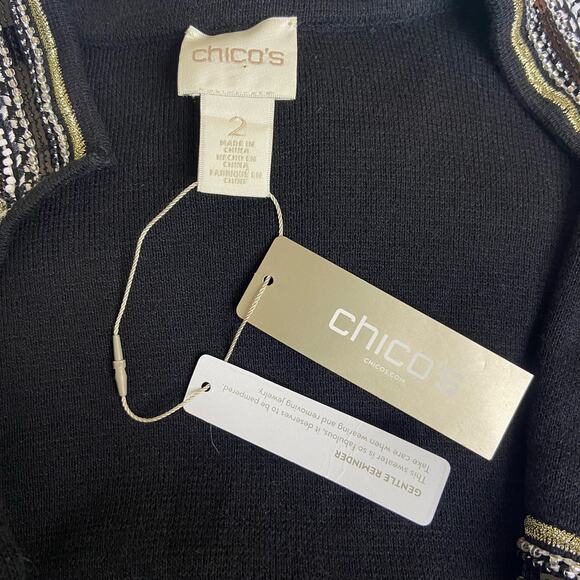 chico's
2
MADE IN
CHINA
HECHO EN
CHINA
FABRIQUÉ EN
CHINE
chico's
CHICOS.COM
GENTLE REMINDER
This sweater is so fabulous, it deserves to be pampered.
Take care when wearing and removing jewelry.